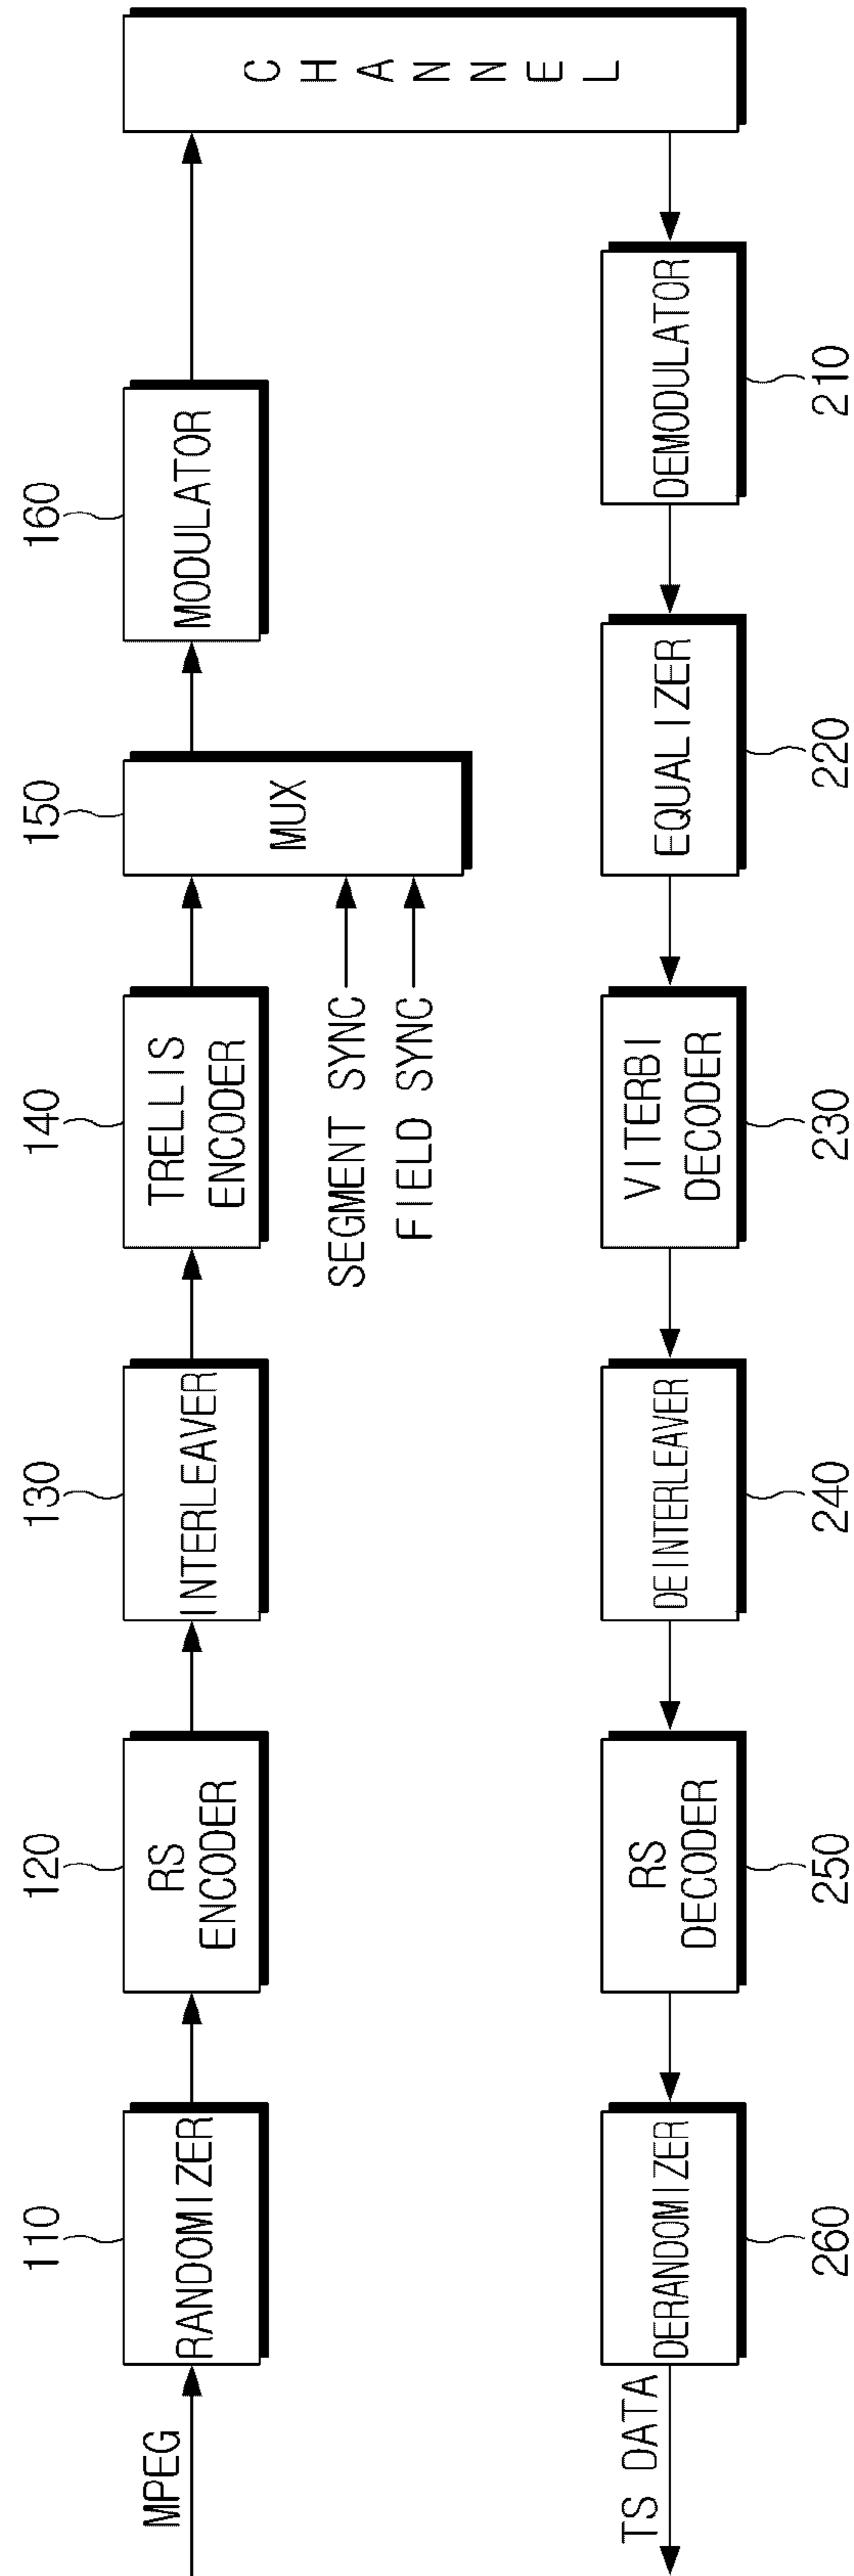 110
120
130
140
150
160
MPEG
RANDOMIZER
RS
ENCODER
INTERLEAVER
TRELLIS
ENCODER
MUX
MODULATOR
CHANNEL
SEGMENT SYNC
FIELD SYNC
TS DATA
DERANDOMIZER
RS
DECODER
DEINTERLEAVER
VITERBI
DECODER
EQUALIZER
DEMODULATOR
260
250
240
230
220
210